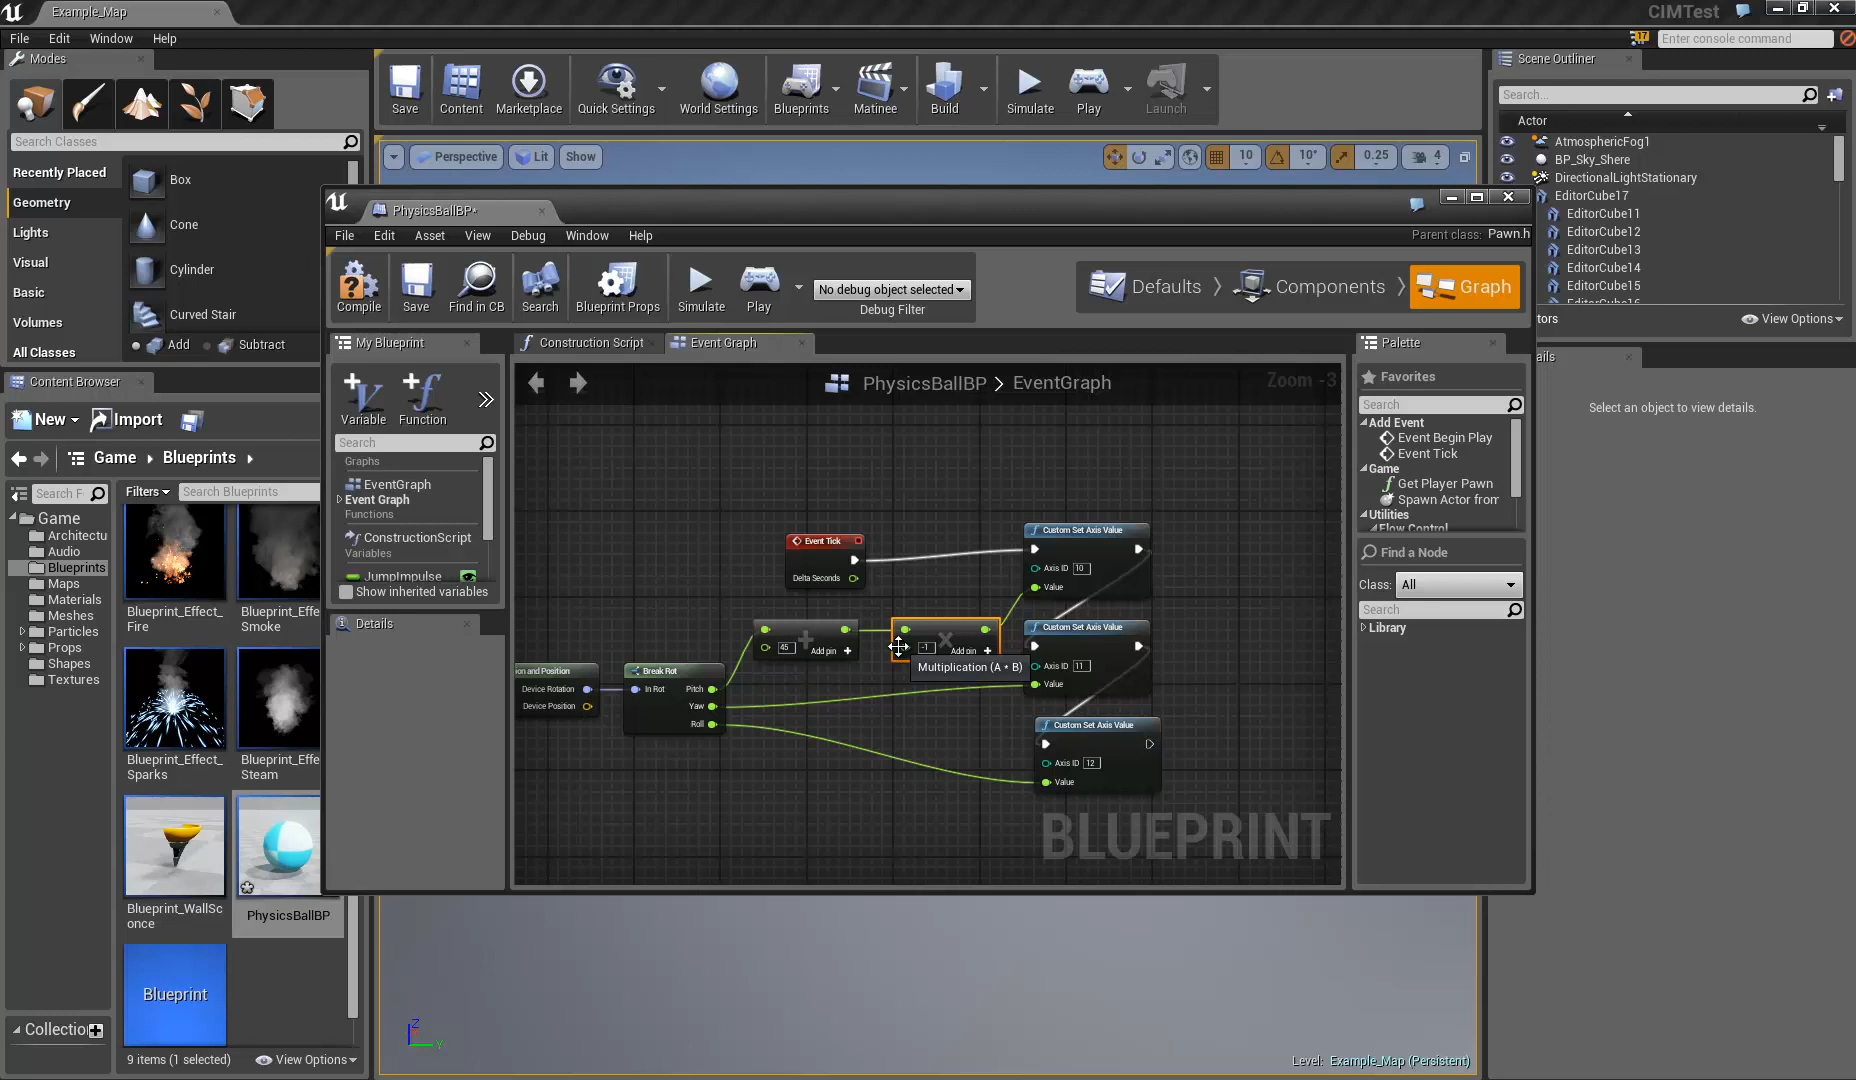 Example_Map
CIMTest
File Edit Window Help
17
Enter console command
Modes
Search Classes
Recently Placed
Geometry
Lights
Visual
Basic
Volumes
All Classes
Box
Cone
Cylinder
Curved Stair
Add Subtract
Save
Content
Marketplace
Quick Settings
World Settings
Blueprints
Matinee
Build
Simulate
Play
Launch
Perspective
Lit
Show
10
10°
0.25
4
Scene Outliner
Search...
Actor
AtmosphericFog1
BP_Sky_Shere
DirectionalLightStationary
EditorCube17
EditorCube11
EditorCube12
EditorCube13
EditorCube14
EditorCube15
EditorCube16
tors
View Options
ails
Select an object to view details.
Content Browser
New
Import
Game
Blueprints
Search F
Filters
Search Blueprints
Game
Architectu
Audio
Blueprints
Maps
Materials
Meshes
Particles
Props
Shapes
Textures
Collectio
Blueprint_Effect_
Fire
Blueprint_Effe
Smoke
Blueprint_Effect_
Sparks
Blueprint_Effe
Steam
Blueprint_WallSc
once
PhysicsBallBP
Blueprint
9 items (1 selected)
View Options
PhysicsBallBP*
File Edit Asset View Debug Window Help
Parent class: Pawn.h
Compile
Save
Find in CB
Search
Blueprint Props
Simulate
Play
No debug object selected
Debug Filter
Defaults
Components
Graph
My Blueprint
Variable
Function
Search
Graphs
EventGraph
Event Graph
Functions
ConstructionScript
Variables
JumpImpulse
Show inherited variables
Details
Construction Script
Event Graph
PhysicsBallBP > EventGraph
Zoom -3
Event Tick
Delta Seconds
Custom Set Axis Value
Axis ID 10
Value
45
Add pin
-1
Add pin
Multiplication (A * B)
Custom Set Axis Value
Axis ID 11
Value
ion and Position
Device Rotation
Device Position
Break Rot
In Rot
Pitch
Yaw
Roll
Custom Set Axis Value
Axis ID 12
Value
BLUEPRINT
Palette
Favorites
Search
Add Event
Event Begin Play
Event Tick
Game
Get Player Pawn
Spawn Actor from
Utilities
Flow Control
Find a Node
Class: All
Search
Library
Z
Y
Level: Example_Map (Persistent)